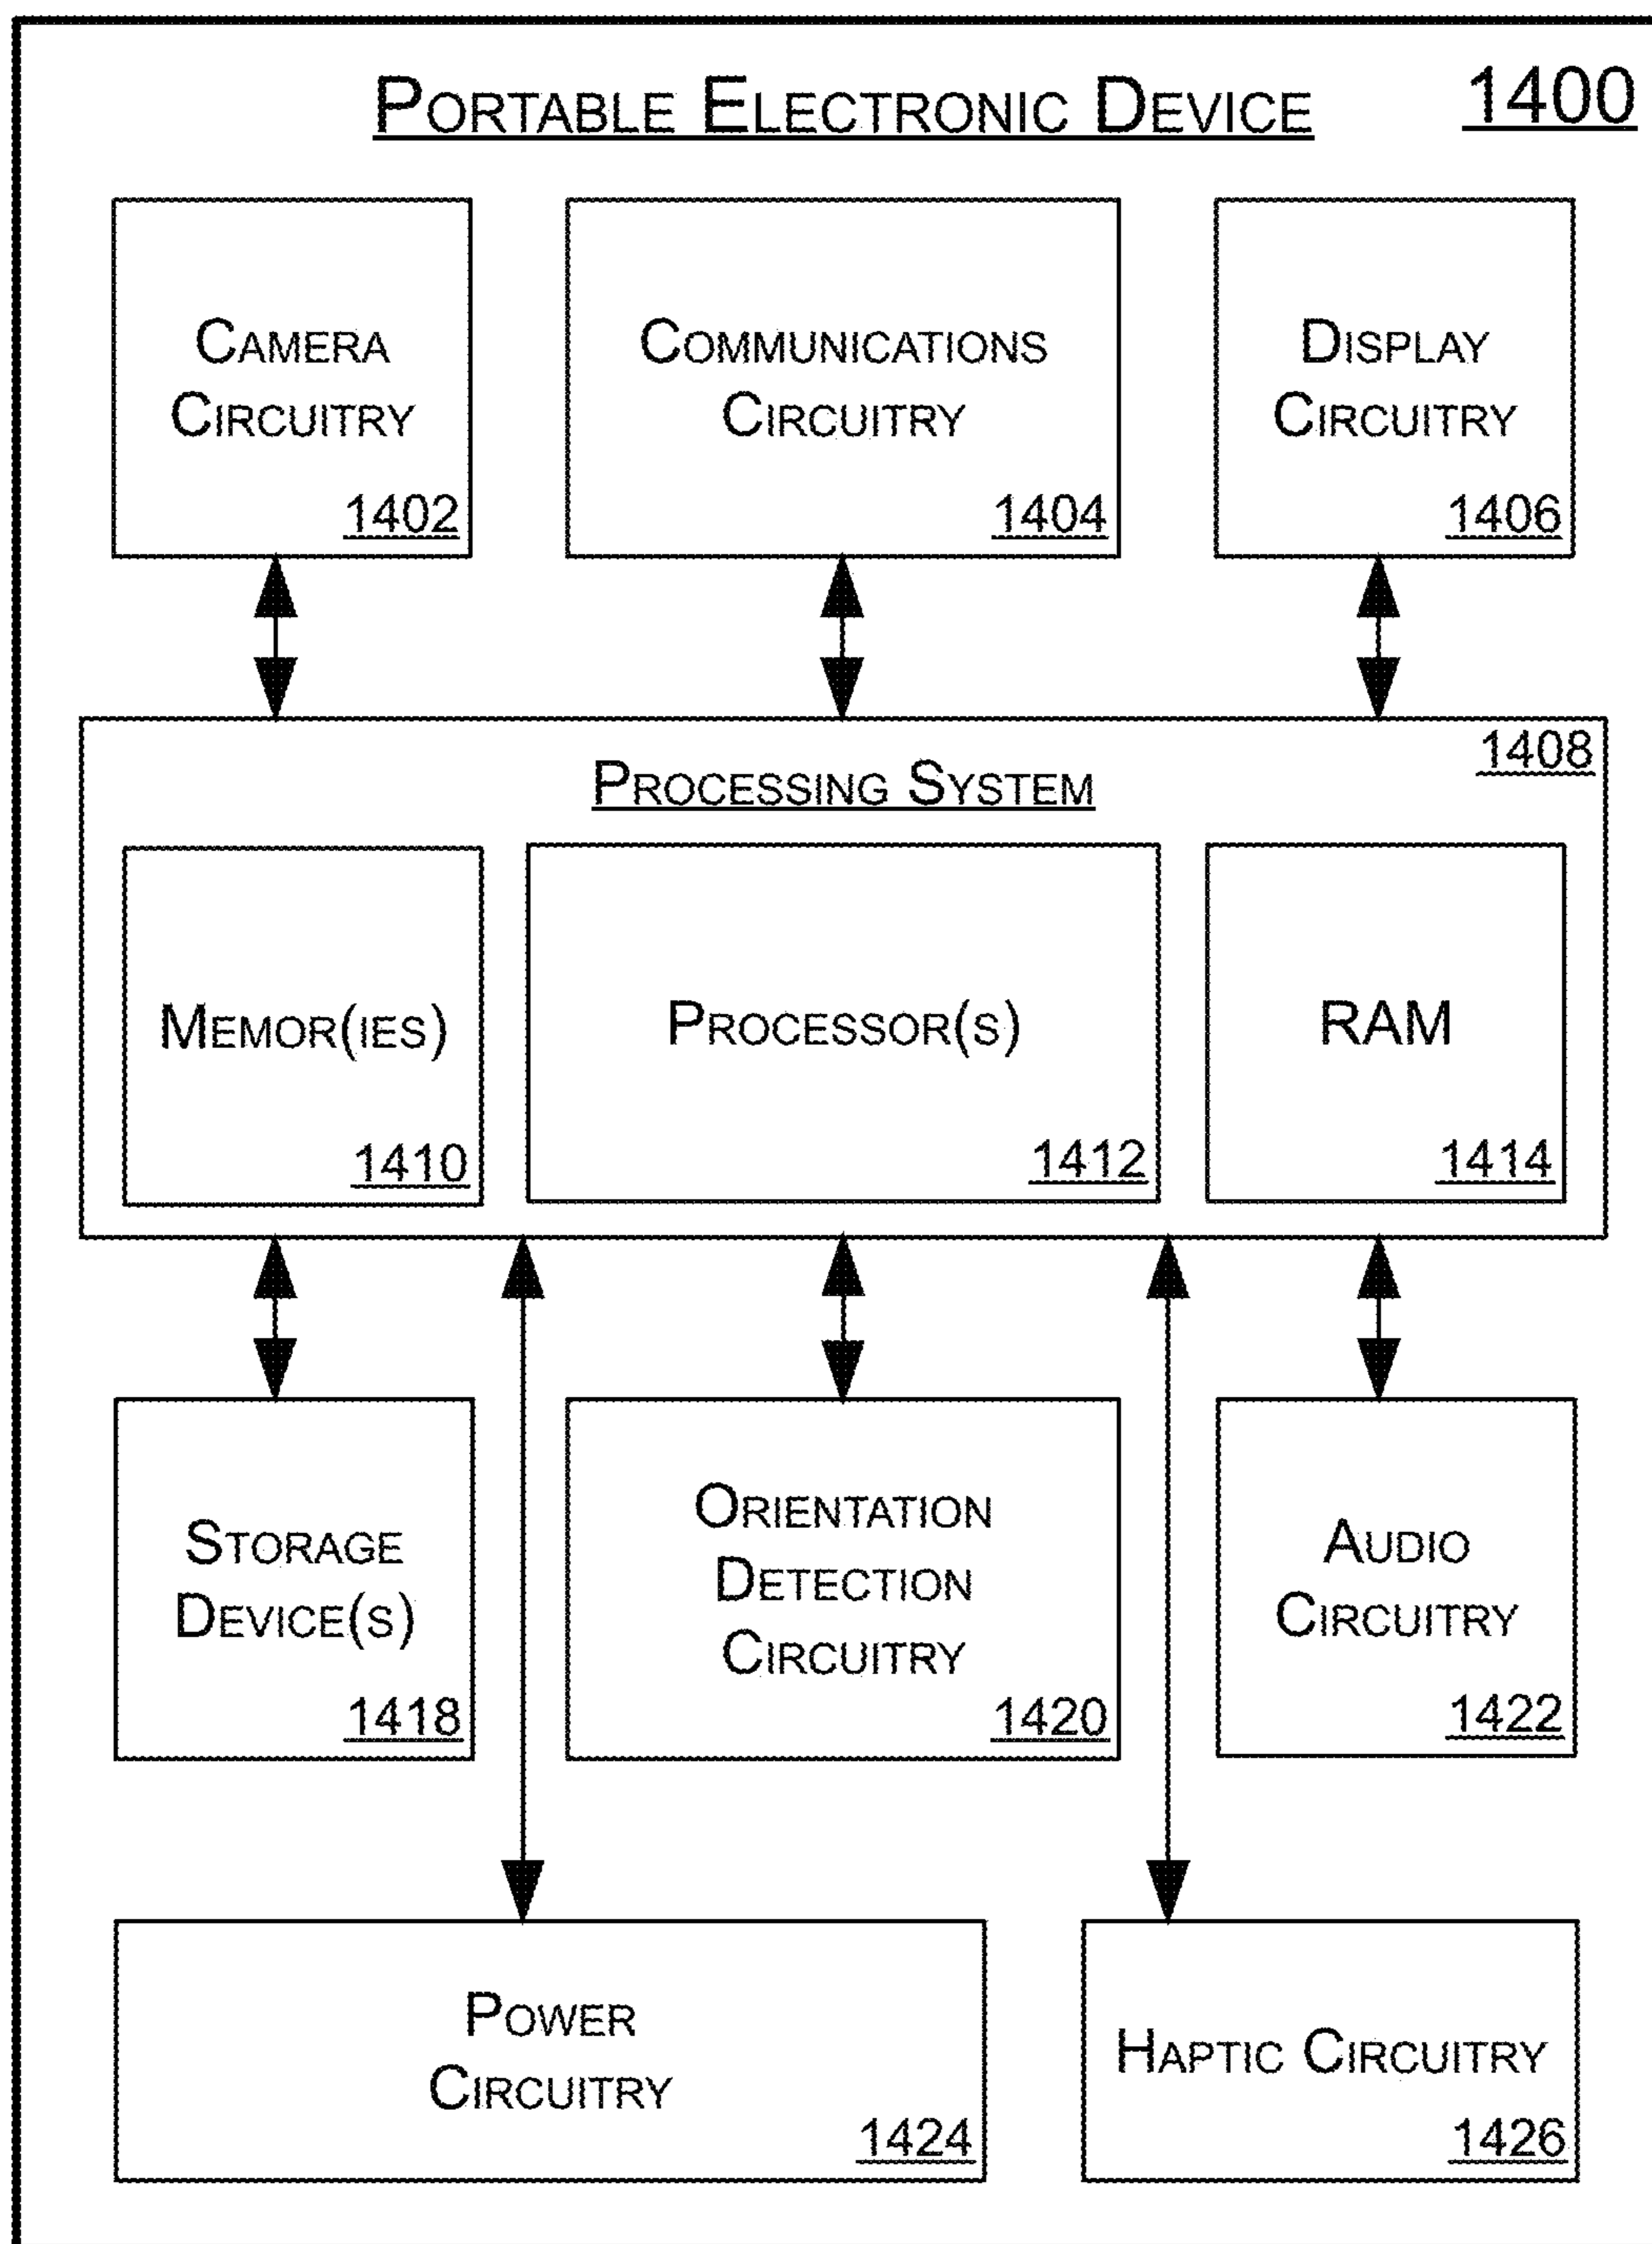 PORTABLE ELECTRONIC DEVICE 1400
CAMERA
CIRCUITRY
1402
COMMUNICATIONS
CIRCUITRY
1404
DISPLAY
CIRCUITRY
1406
1408
PROCESSING SYSTEM
MEMOR(IES)
1410
PROCESSOR(S)
1412
RAM
1414
STORAGE
DEVICE(S)
1418
ORIENTATION
DETECTION
CIRCUITRY
1420
AUDIO
CIRCUITRY
1422
POWER
CIRCUITRY
1424
HAPTIC CIRCUITRY
1426